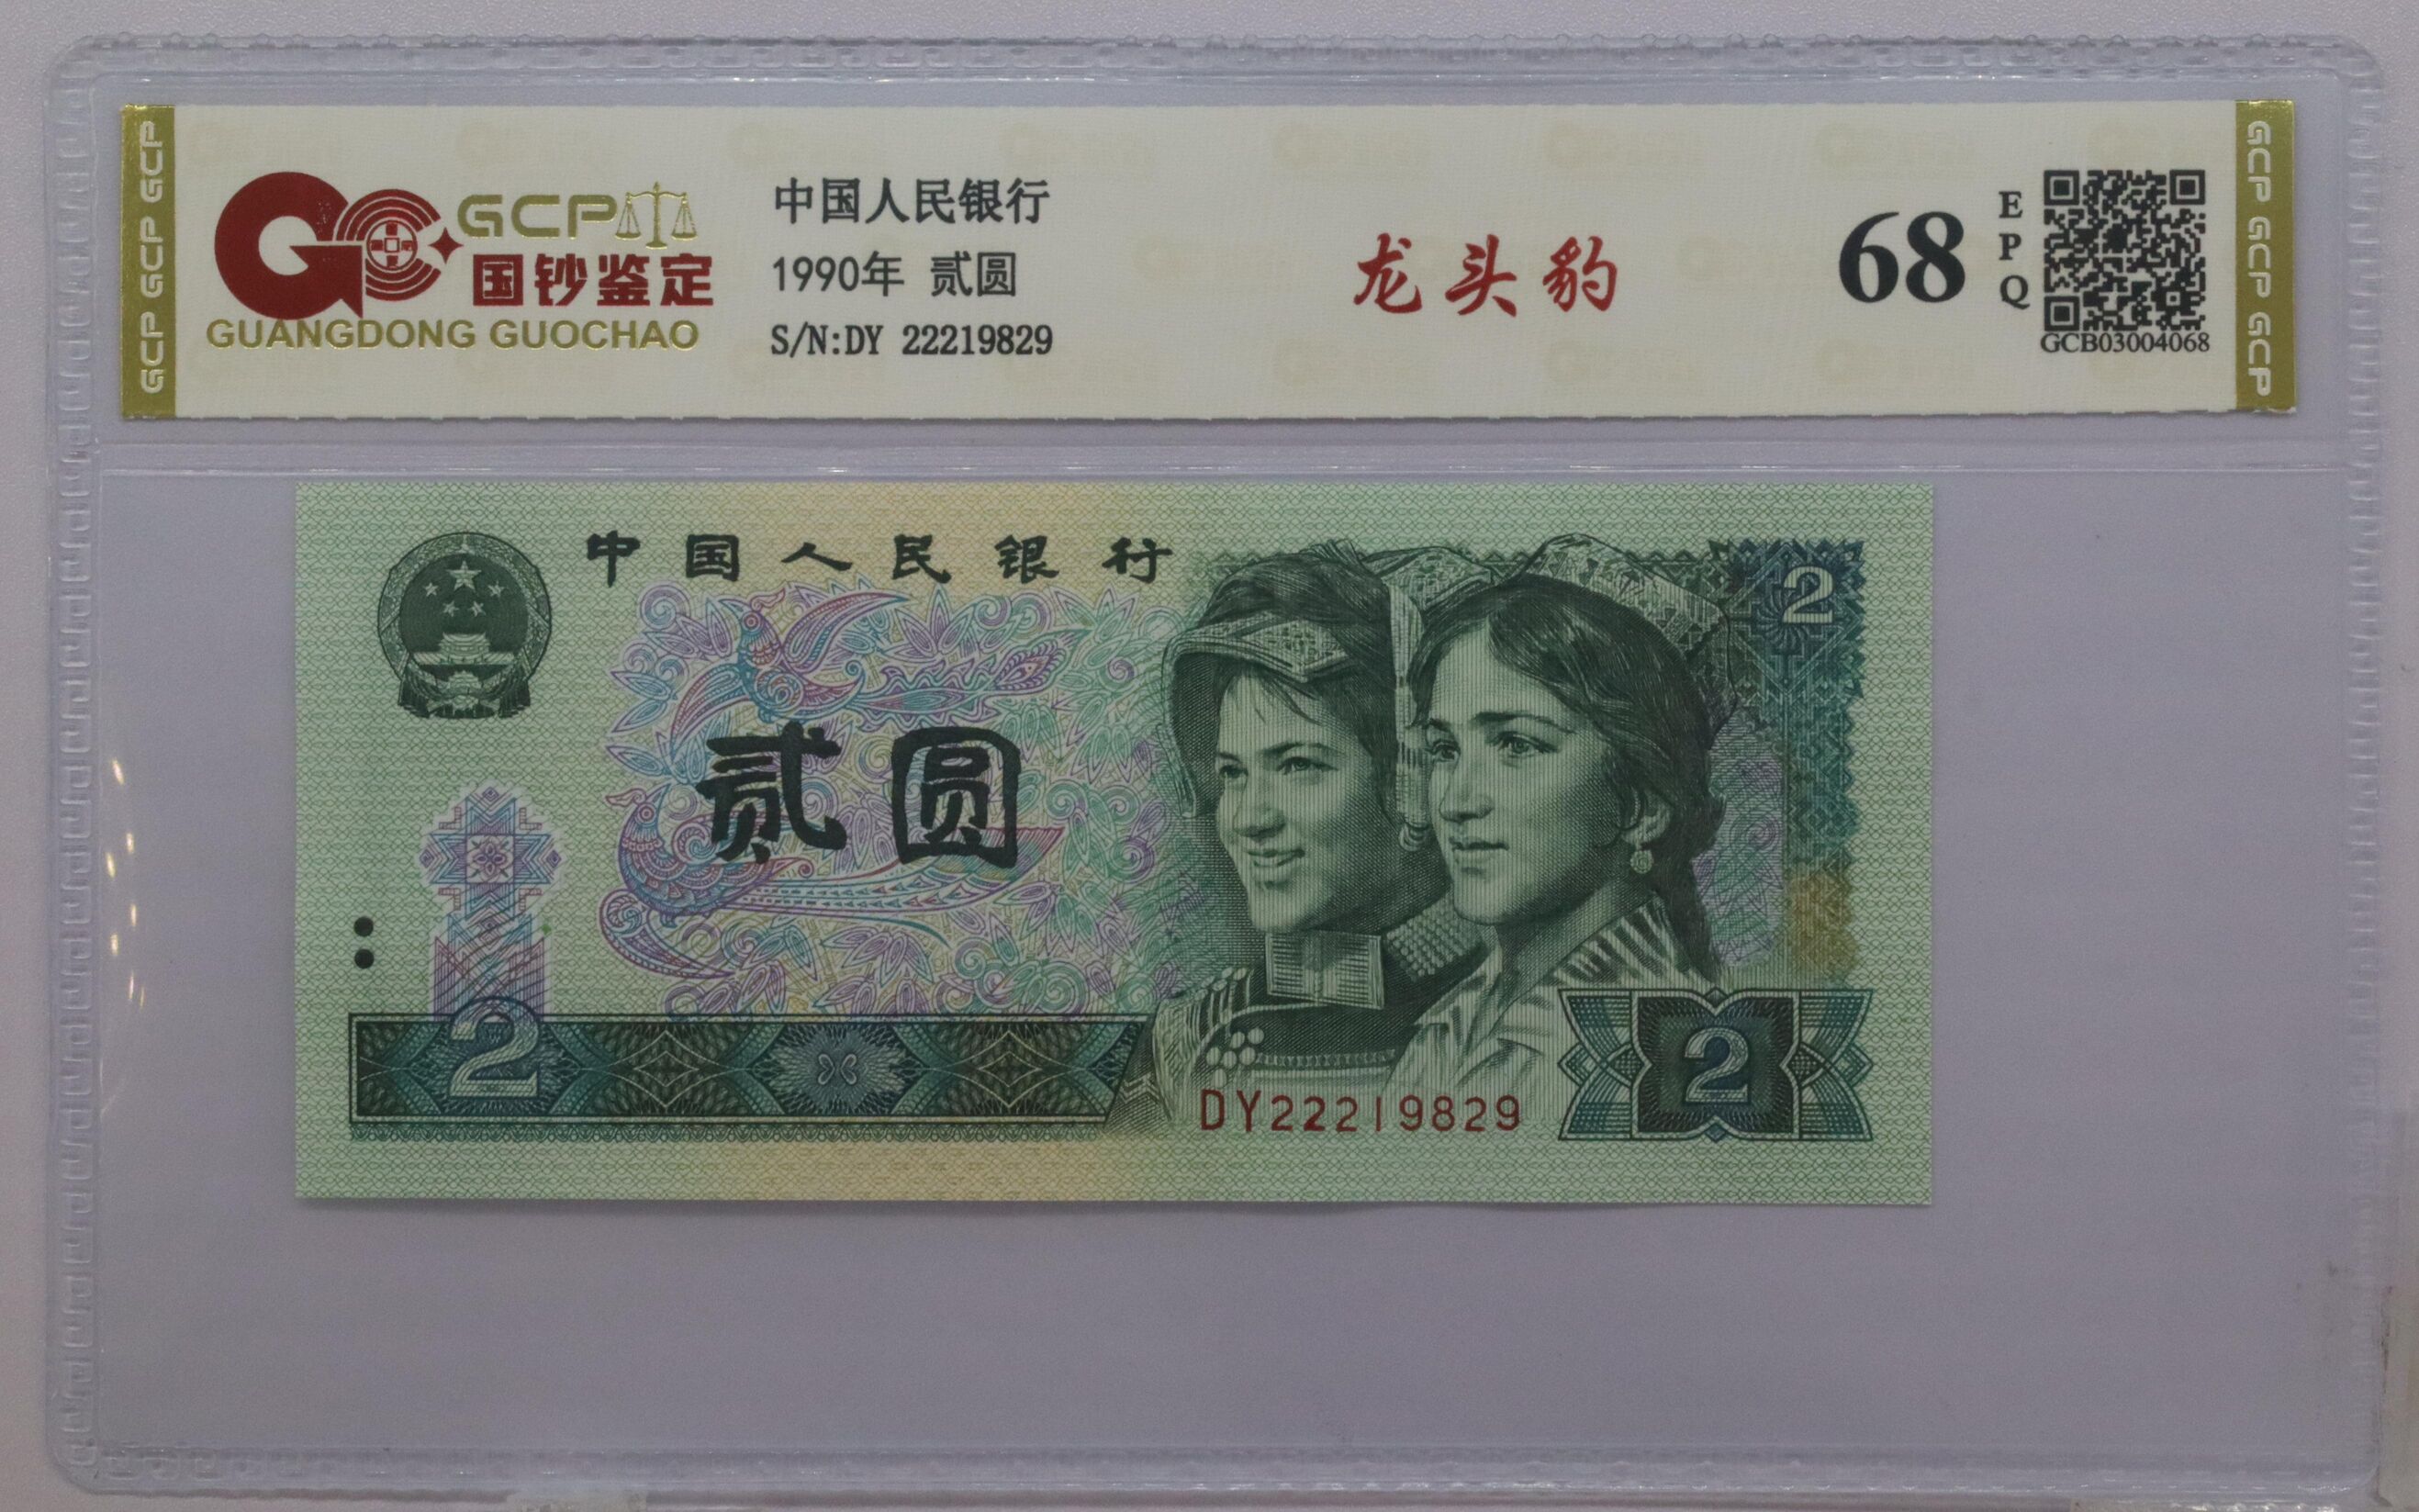 GCP GCP GCP
GCP
国钞鉴定
GUANGDONG GUOCHAO
中国人民银行
1990年 贰圆
S/N:DY 22219829
龙头豹
68
EPQ
GCB03004068
GCP GCP GCP
中国人民银行
2
贰圆
2
DY22219829
2